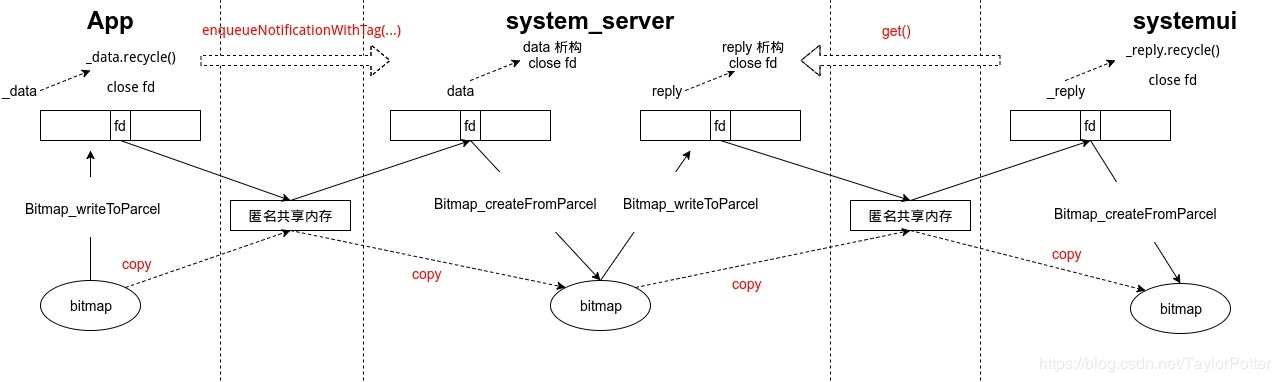 App
system_server
systemui
enqueueNotificationWithTag(...)
get()
_data.recycle()
close fd
_data
data 析构
close fd
data
reply 析构
close fd
reply
_reply.recycle()
close fd
_reply
fd
fd
fd
fd
Bitmap_writeToParcel
匿名共享内存
Bitmap_createFromParcel
Bitmap_writeToParcel
匿名共享内存
Bitmap_createFromParcel
copy
copy
copy
copy
bitmap
bitmap
bitmap
https://blog.csdn.net/TaylorPotter